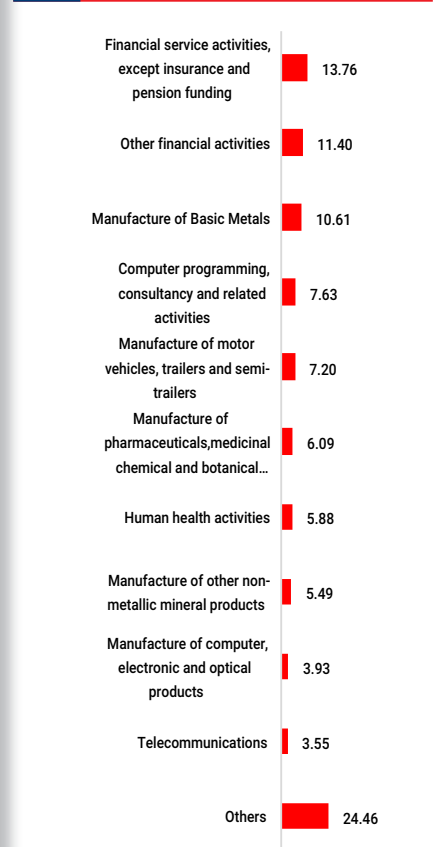 Financial service activities,
except insurance and
pension funding
13.76
Other financial activities
11.40
Manufacture of Basic Metals
10.61
Computer programming,
consultancy and related
activities
7.63
Manufacture of motor
vehicles, trailers and semi-
trailers
7.20
Manufacture of
pharmaceuticals,medicinal
chemical and botanical…
6.09
Human health activities
5.88
Manufacture of other non-
metallic mineral products
5.49
Manufacture of computer,
electronic and optical
products
3.93
Telecommunications
3.55
Others
24.46